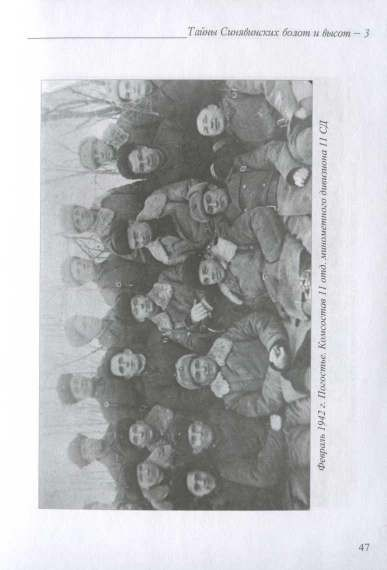 Тайны Синявинских болот и высот – 3
Февраль 1942 г. Погостье. Комсостав 11 отд. минометного дивизиона 11 СД
47